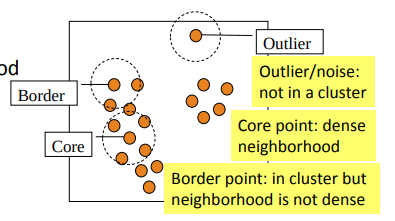 Outlier
od
Border
Outlier/noise:
not in a cluster
Core point: dense
neighborhood
Core
Border point: in cluster but
neighborhood is not dense